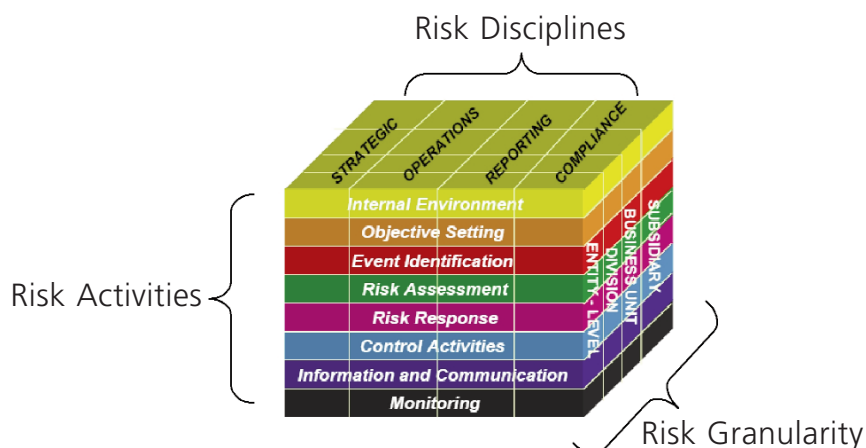 Risk Disciplines
STRATEGIC
OPERATIONS
REPORTING
COMPLIANCE
Risk Activities
Internal Environment
Objective Setting
Event Identification
Risk Assessment
Risk Response
Control Activities
Information and Communication
Monitoring
ENTITY - LEVEL
DIVISION
BUSINESS UNIT
SUBSIDIARY
Risk Granularity